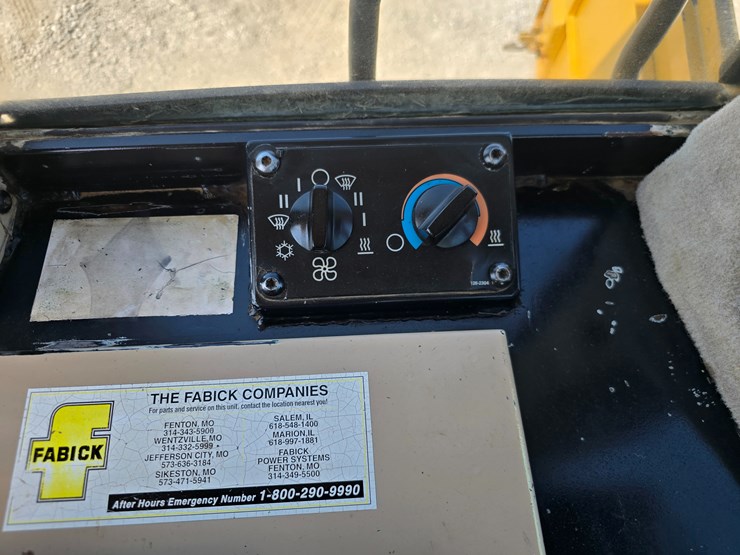 II I O
II
I
O
THE FABICK COMPANIES
For parts and service on this unit, contact the location nearest you!
FENTON, MO
314-343-5900
WENTZVILLE, MO
314-332-5999
JEFFERSON CITY, MO
573-636-3184
SIKESTON, MO
573-471-5941
SALEM, IL
618-548-1400
MARION, IL
618-997-1881
FABICK
POWER SYSTEMS
FENTON, MO
314-349-5500
FABICK
After Hours Emergency Number 1-800-290-9990